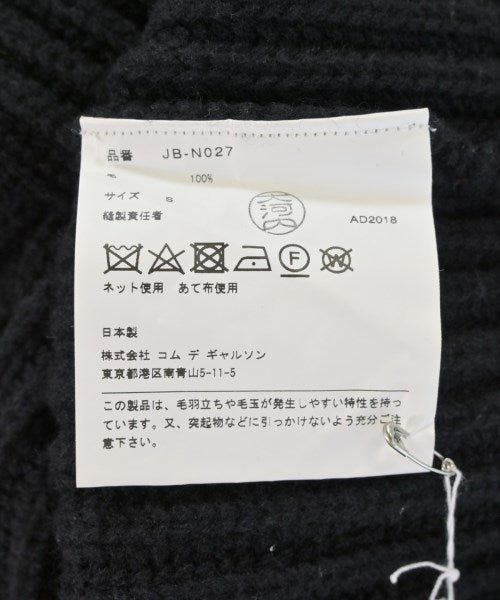 品番 JB-N027
毛 100%
サイズ S
縫製責任者 大河内 AD2018
F W
ネット使用 あて布使用
日本製
株式会社 コム デ ギャルソン
東京都港区南青山5-11-5
この製品は、毛羽立ちや毛玉が発生しやすい特性を持っ
ています。又、突起物などに引っかけないよう充分ご注
意下さい。